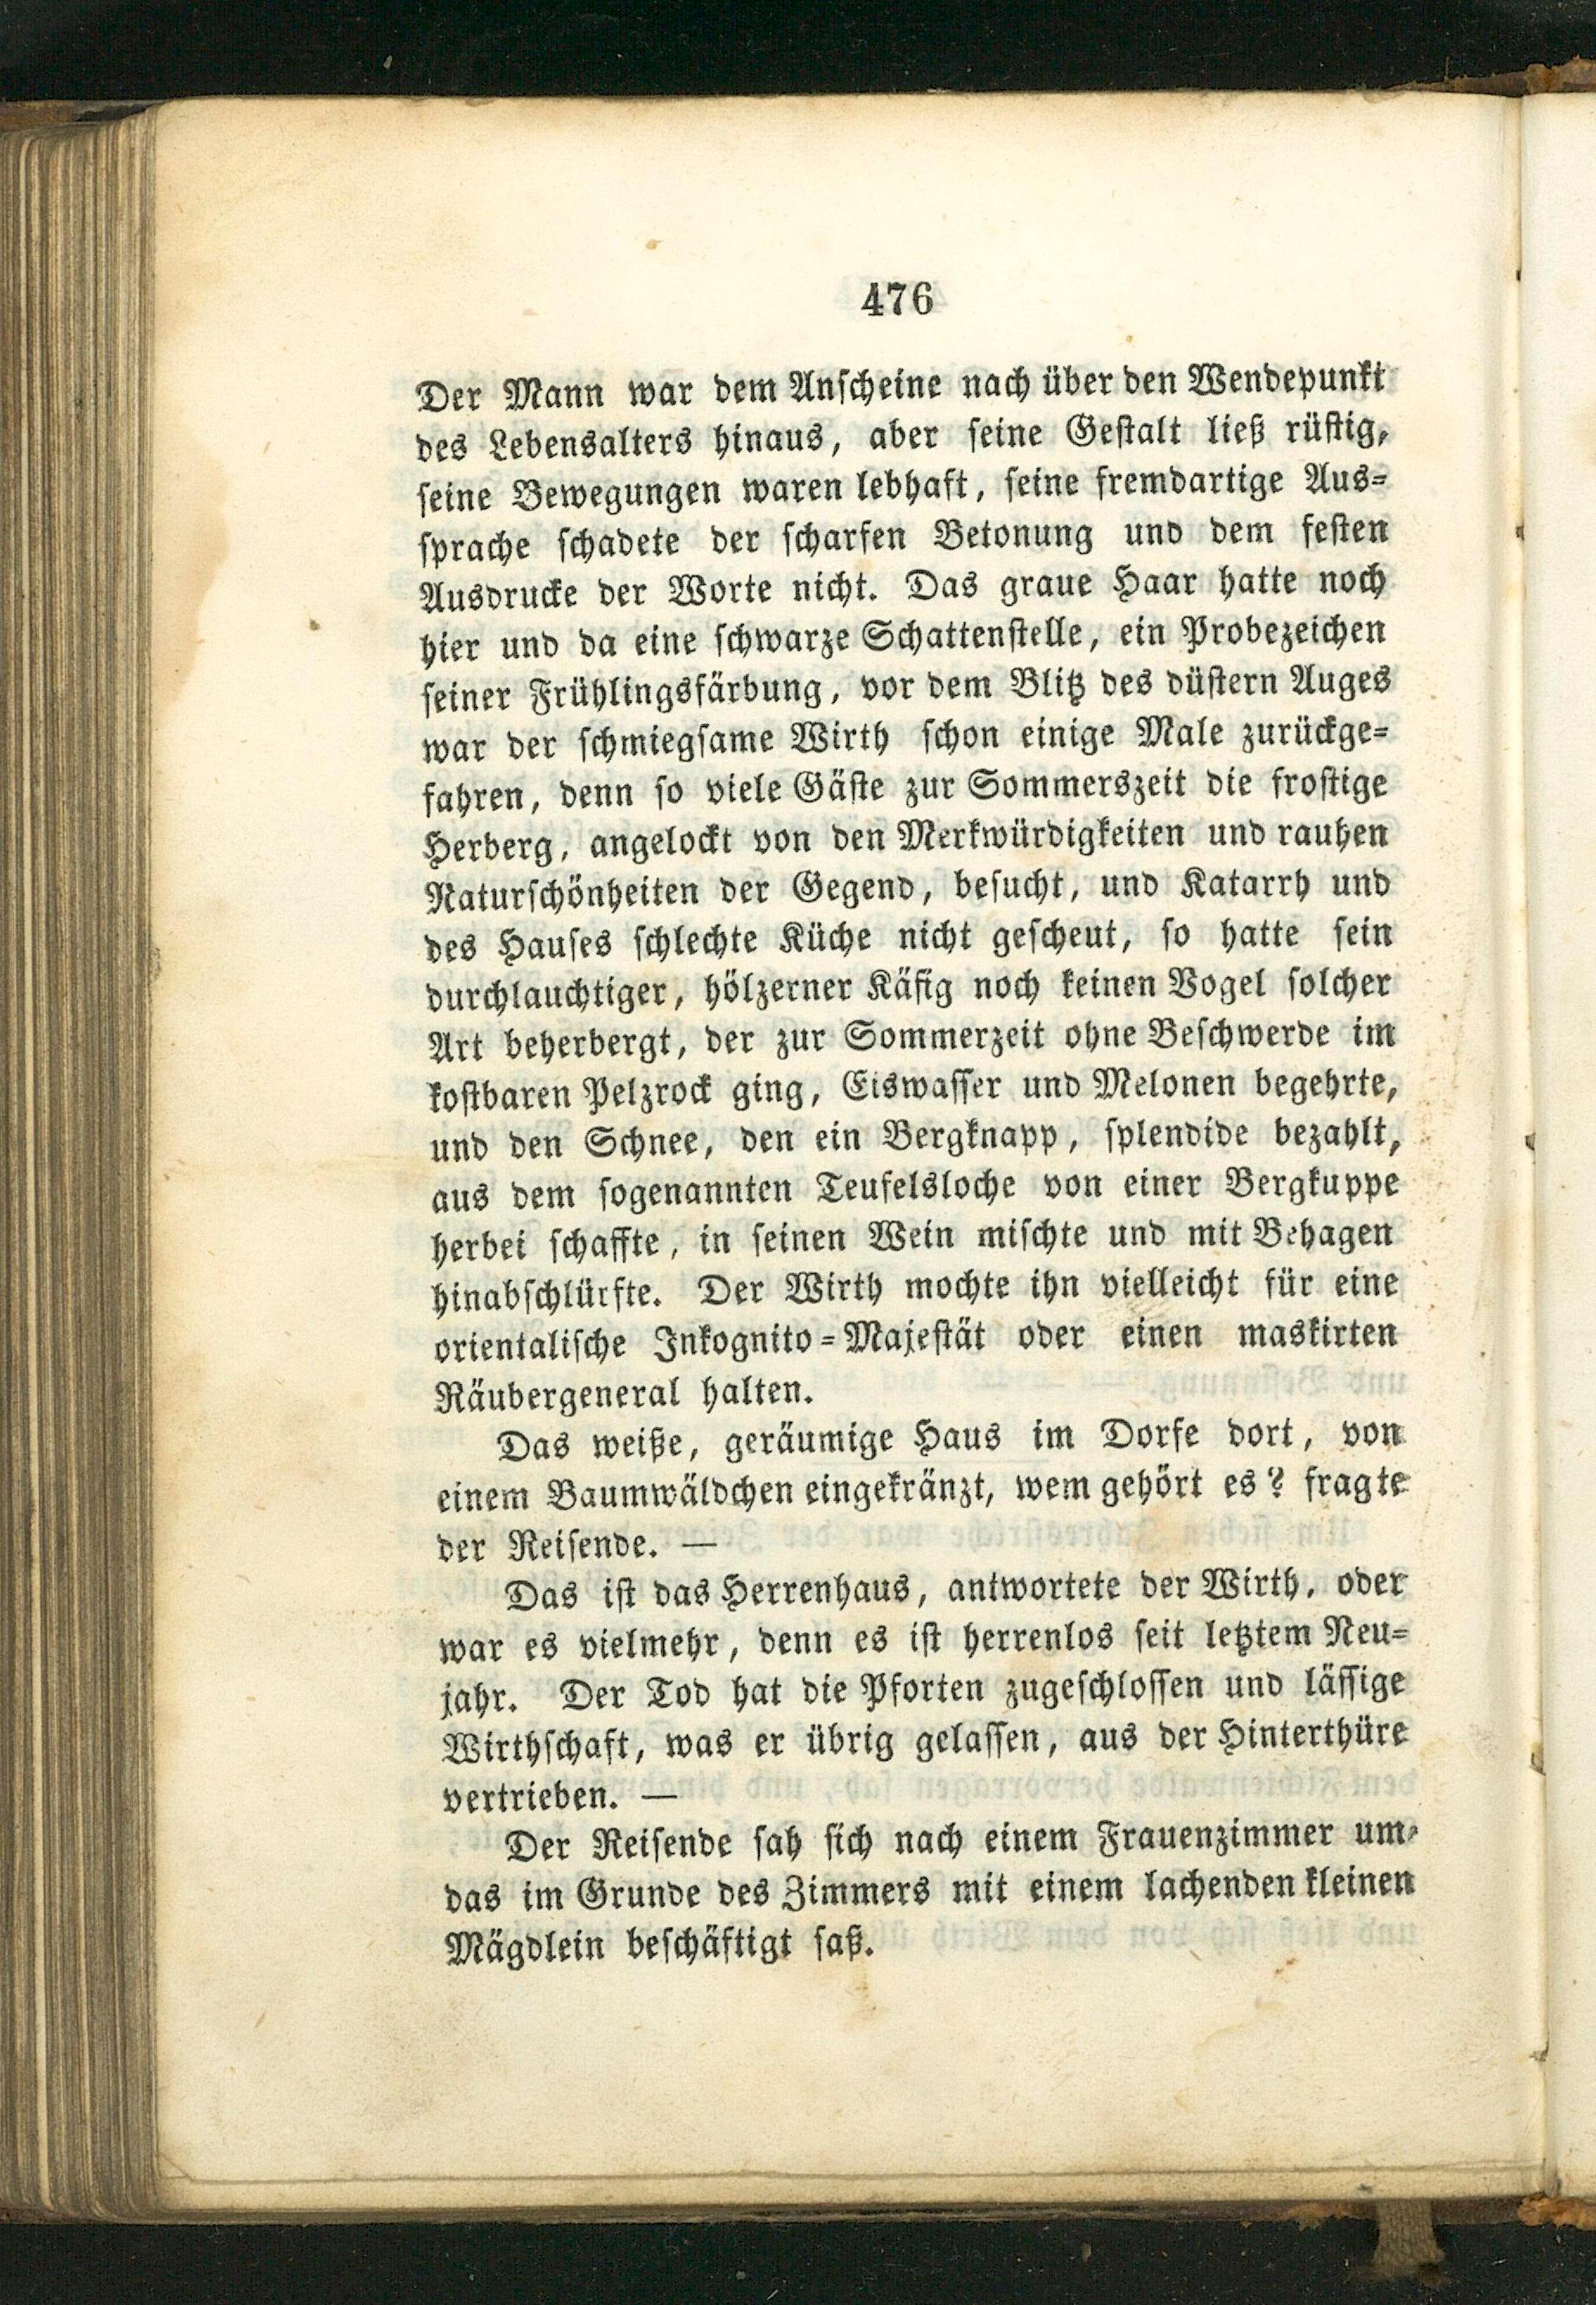 476
Der Mann war dem Anscheine nach über den Wendepunkt
des Lebensalters hinaus, aber seine Gestalt ließ rüstig,
seine Bewegungen waren lebhaft, seine fremdartige Aus=
sprache schadete der scharfen Betonung und dem festen
Ausdrucke der Worte nicht. Das graue Haar hatte noch
hier und da eine schwarze Schattenstelle, ein Probezeichen
seiner Frühlingsfärbung, vor dem Blitz des düstern Auges
war der schmiegsame Wirth schon einige Male zurückge=
fahren, denn so viele Gäste zur Sommerszeit die frostige
Herberg, angelockt von den Merkwürdigkeiten und rauhen
Naturschönheiten der Gegend, besucht, und Katarrh und
des Hauses schlechte Küche nicht gescheut, so hatte sein
durchlauchtiger, hölzerner Käfig noch keinen Vogel solcher
Art beherbergt, der zur Sommerzeit ohne Beschwerde im
kostbaren Pelzrock ging, Eiswasser und Melonen begehrte,
und den Schnee, den ein Bergknapp, splendide bezahlt,
aus dem sogenannten Teufelsloche von einer Bergkuppe
herbei schaffte, in seinen Wein mischte und mit Behagen
hinabschlürfte. Der Wirth mochte ihn vielleicht für eine
orientalische Inkognito=Majestät oder einen maskirten
Räubergeneral halten.
Das weiße, geräumige Haus im Dorfe dort, von
einem Baumwäldchen eingekränzt, wem gehört es? fragte
der Reisende. —
Das ist das Herrenhaus, antwortete der Wirth, oder
war es vielmehr, denn es ist herrenlos seit letztem Neu=
jahr. Der Tod hat die Pforten zugeschlossen und lässige
Wirthschaft, was er übrig gelassen, aus der Hinterthüre
vertrieben. —
Der Reisende sah sich nach einem Frauenzimmer um,
das im Grunde des Zimmers mit einem lachenden kleinen
Mägdlein beschäftigt saß.